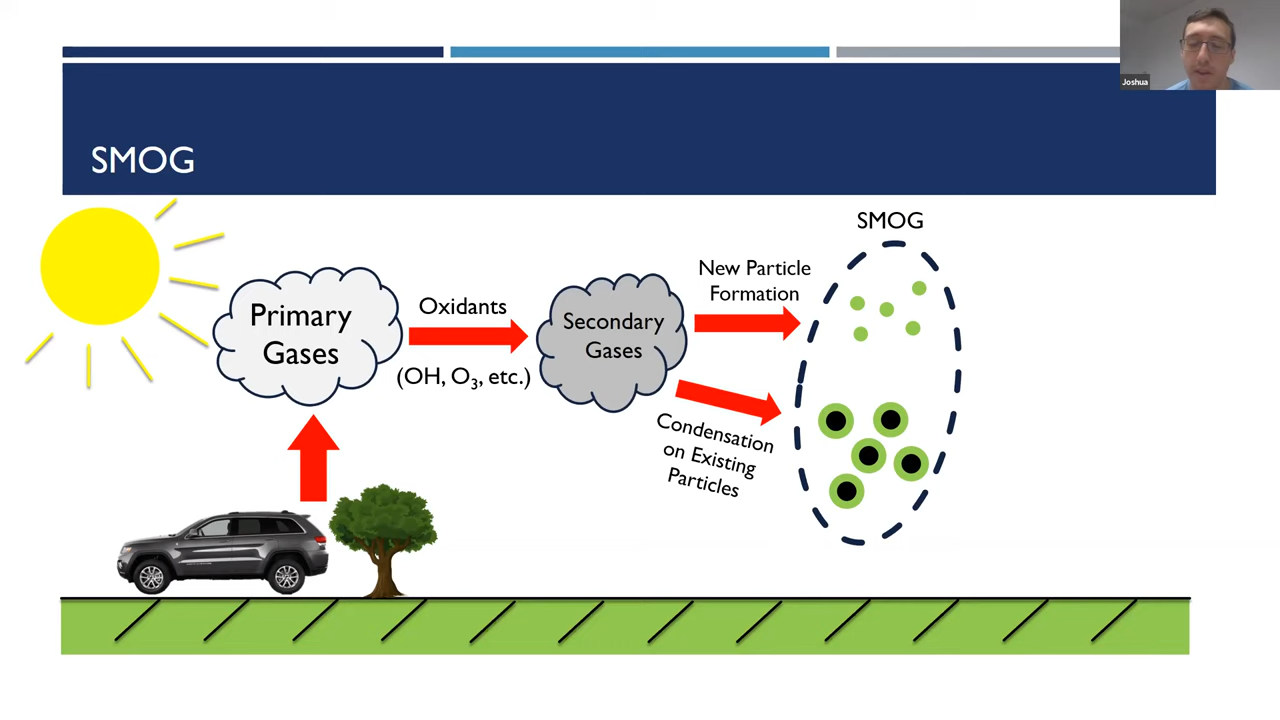 Joshua
SMOG
SMOG
Primary
Gases
Oxidants
(OH, O₃, etc.)
Secondary
Gases
New Particle
Formation
Condensation
on Existing
Particles